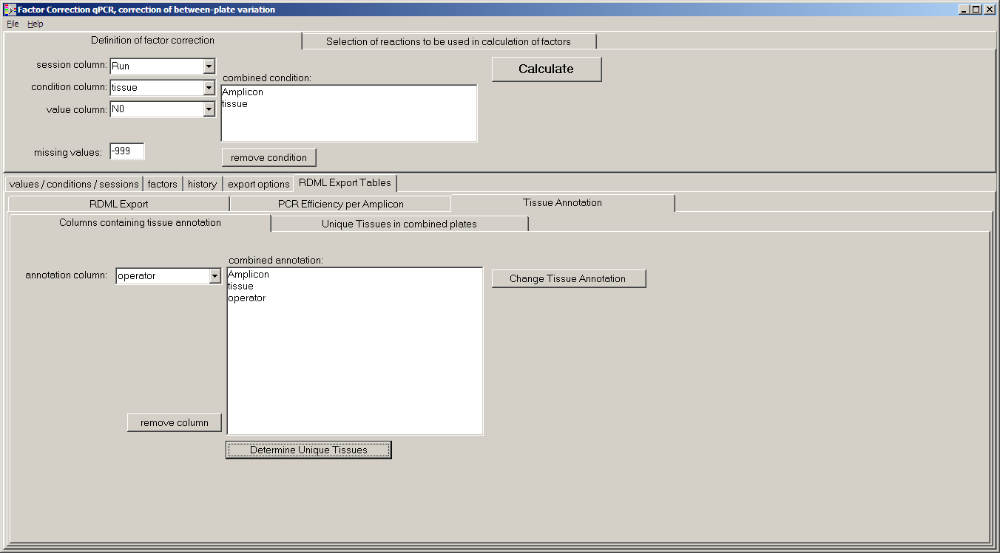 Factor Correction qPCR, correction of between-plate variation
File Help
Definition of factor correction
Selection of reactions to be used in calculation of factors
session column: Run
condition column: tissue
value column: N0
missing values: -999
combined condition:
Amplicon
tissue
remove condition
Calculate
values / conditions / sessions
factors
history
export options
RDML Export Tables
RDML Export
PCR Efficiency per Amplicon
Tissue Annotation
Columns containing tissue annotation
Unique Tissues in combined plates
annotation column: operator
combined annotation:
Amplicon
tissue
operator
Change Tissue Annotation
remove column
Determine Unique Tissues